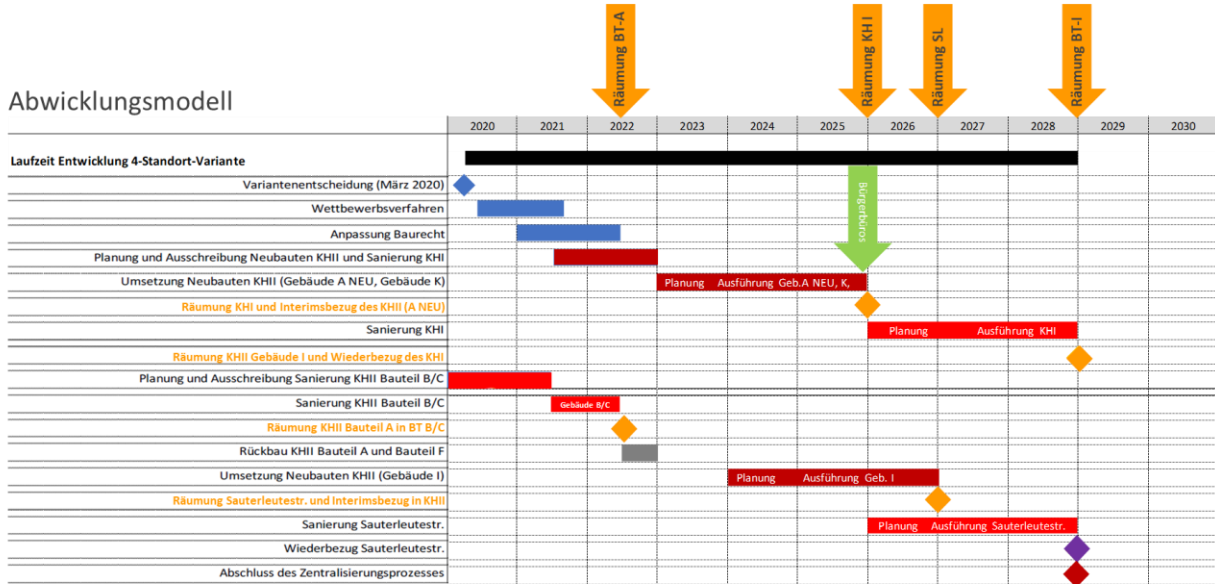 Räumung BT-A
Räumung KH I
Räumung SL
Räumung BT-I
Abwicklungsmodell
2020 2021 2022 2023 2024 2025 2026 2027 2028 2029 2030
Laufzeit Entwicklung 4-Standort-Variante
Variantenentscheidung (März 2020)
Bürgerbüros
Wettbewerbsverfahren
Anpassung Baurecht
Planung und Ausschreibung Neubauten KHII und Sanierung KHI
Umsetzung Neubauten KHII (Gebäude A NEU, Gebäude K) Planung Ausführung Geb.A NEU, K,
Räumung KHI und Interimsbezug des KHII (A NEU)
Sanierung KHI Planung Ausführung KHI
Räumung KHII Gebäude I und Wiederbezug des KHI
Planung und Ausschreibung Sanierung KHII Bauteil B/C
Sanierung KHII Bauteil B/C Gebäude B/C
Räumung KHII Bauteil A in BT B/C
Rückbau KHII Bauteil A und Bauteil F
Umsetzung Neubauten KHII (Gebäude I) Planung Ausführung Geb. I
Räumung Sauterleutestr. und Interimsbezug in KHII
Sanierung Sauterleutestr. Planung Ausführung Sauterleutestr.
Wiederbezug Sauterleutestr.
Abschluss des Zentralisierungsprozesses